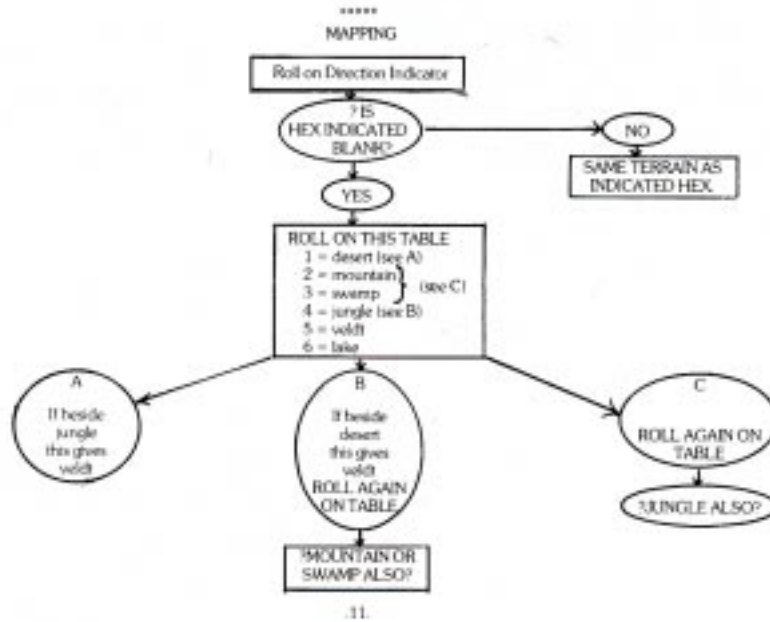 *****
MAPPING
Roll on Direction Indicator
? IS
HEX INDICATED
BLANK?
NO
SAME TERRAIN AS
INDICATED HEX.
YES
ROLL ON THIS TABLE
1 = desert (see A)
2 = mountain
3 = swamp
(see C)
4 = jungle (see B)
5 = veldt
6 = lake
A
If beside
jungle
this gives
veldt
B
If beside
desert
this gives
veldt
ROLL AGAIN
ON TABLE
C
ROLL AGAIN ON
TABLE
?JUNGLE ALSO?
?MOUNTAIN OR
SWAMP ALSO?
.11.